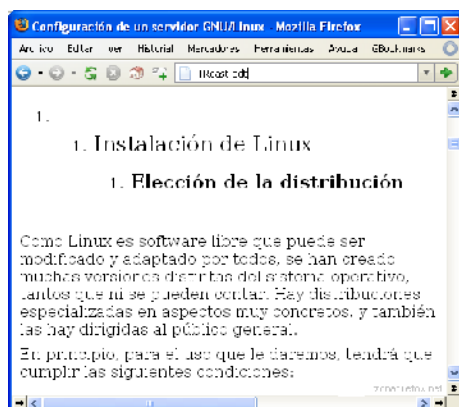 Configuración de un servidor GNU/Linux - Mozilla Firefox
Editar Historial Marcadores Herramientas Ayuda GBookmarks
1.
1. Instalación de Linux
1. Elección de la distribución
Como Linux es software libre que puede ser
modificado y adaptado por todos, se han creado
muchas versiones distintas del sistema operativo,
tantos que ni se pueden contar. Hay distribuciones
especializadas en aspectos muy concretos, y también
las hay dirigidas al público general.
En principio, para el uso que le daremos, tendrá que
cumplir las siguientes condiciones:
zonafirefox.net